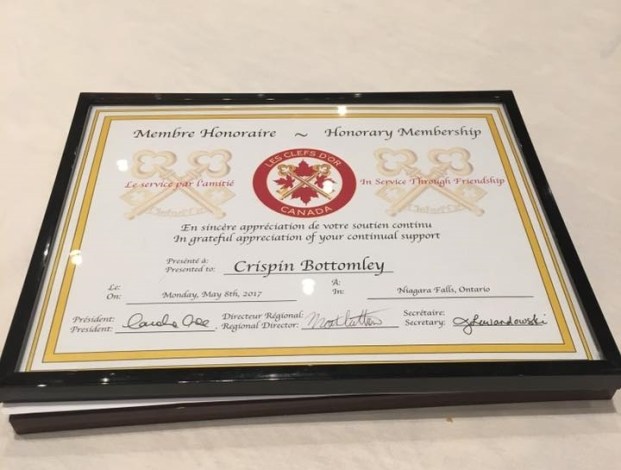 Membre Honoraire ~ Honorary Membership
LES CLEFS D'OR
CANADA
Le service par l'amitié
In Service Through Friendship
En sincère appréciation de votre soutien continu
In grateful appreciation of your continual support
Presenté à:
Presented to: Crispin Bottomley
Le: À:
On: Monday, May 8th, 2017 In: Niagara Falls, Ontario
Président: Directeur Régional: Secrétaire:
President: Regional Director: Secretary: